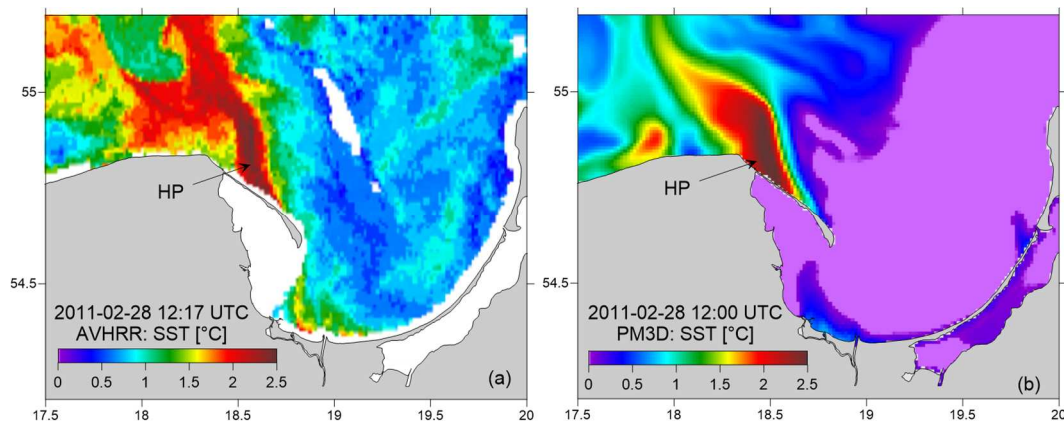 55
54.5
HP
2011-02-28 12:17 UTC
AVHRR: SST [°C]
0 0.5 1 1.5 2 2.5
(a)
17.5 18 18.5 19 19.5 20
55
54.5
HP
2011-02-28 12:00 UTC
PM3D: SST [°C]
0 0.5 1 1.5 2 2.5
(b)
17.5 18 18.5 19 19.5 20